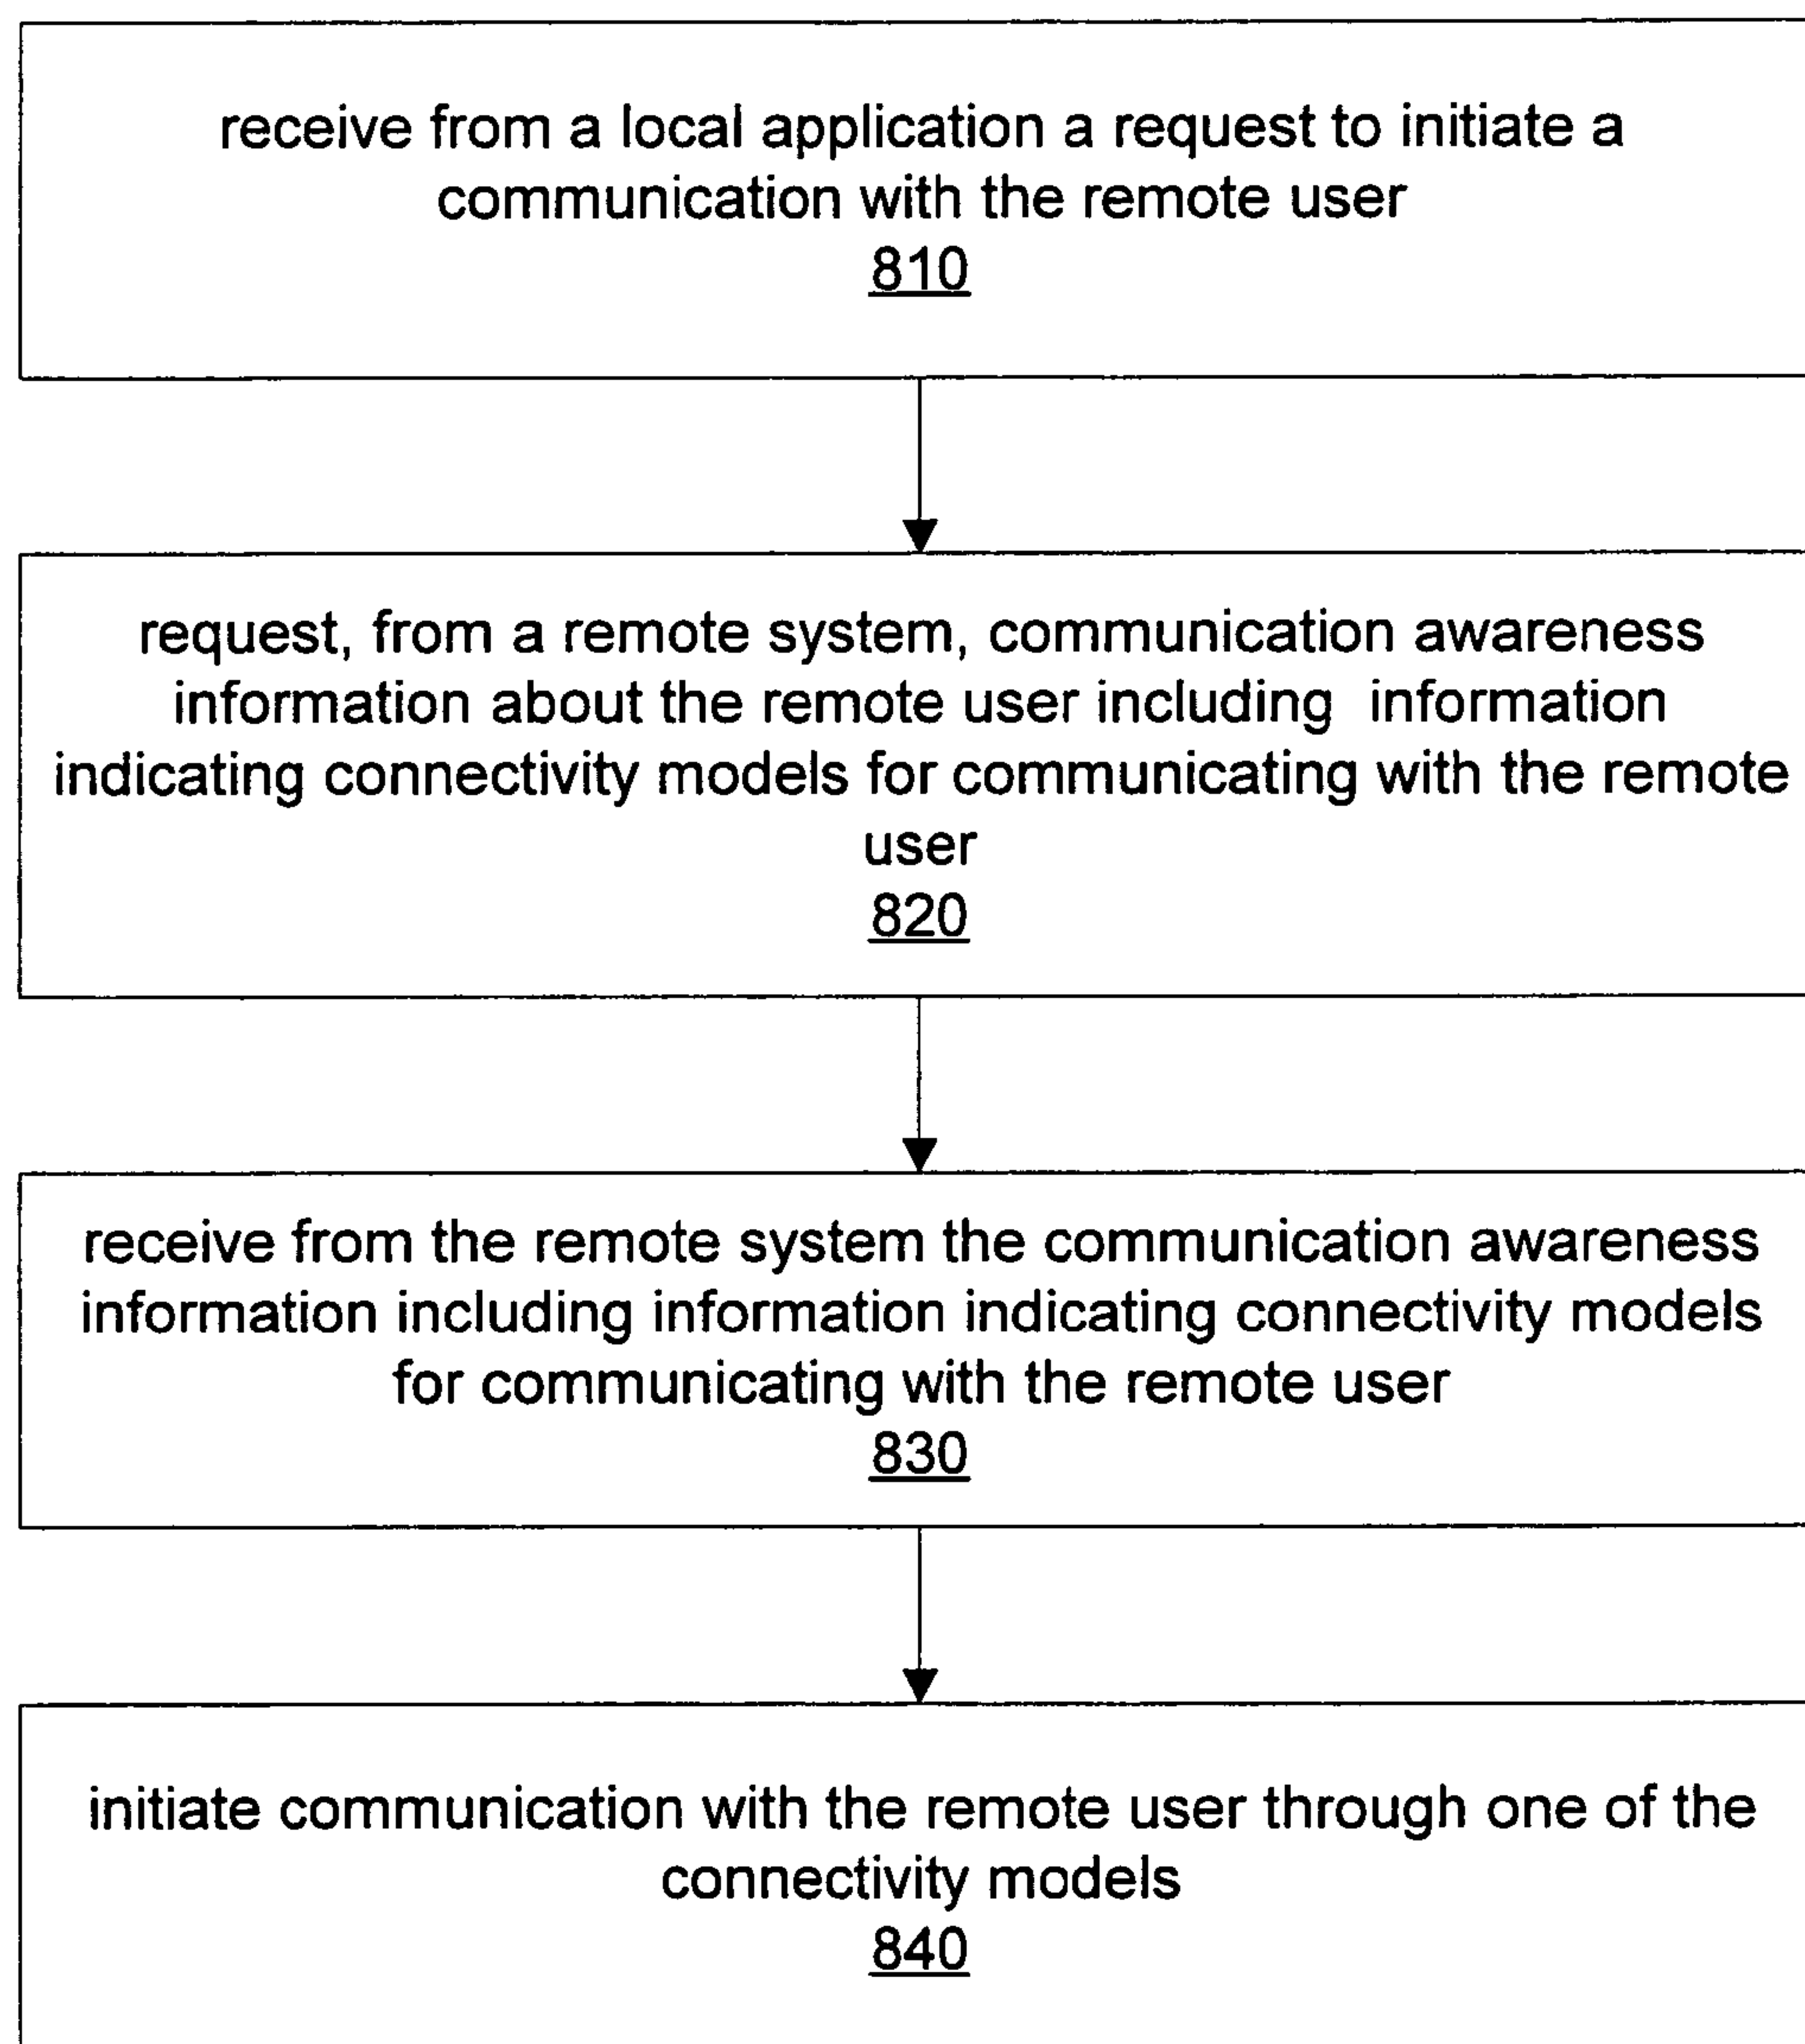 receive from a local application a request to initiate a
communication with the remote user
810
request, from a remote system, communication awareness
information about the remote user including information
indicating connectivity models for communicating with the remote
user
820
receive from the remote system the communication awareness
information including information indicating connectivity models
for communicating with the remote user
830
initiate communication with the remote user through one of the
connectivity models
840